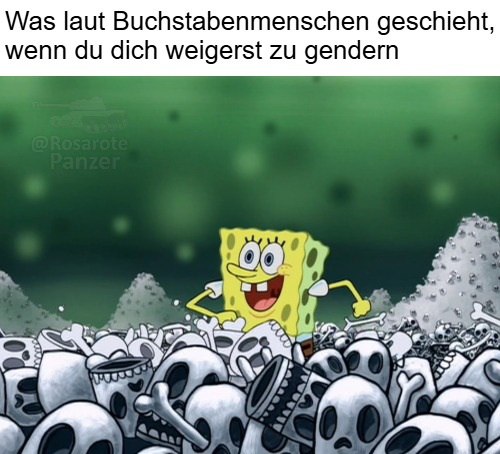 Was laut Buchstabenmenschen geschieht,
wenn du dich weigerst zu gendern
@Rosarote
Panzer